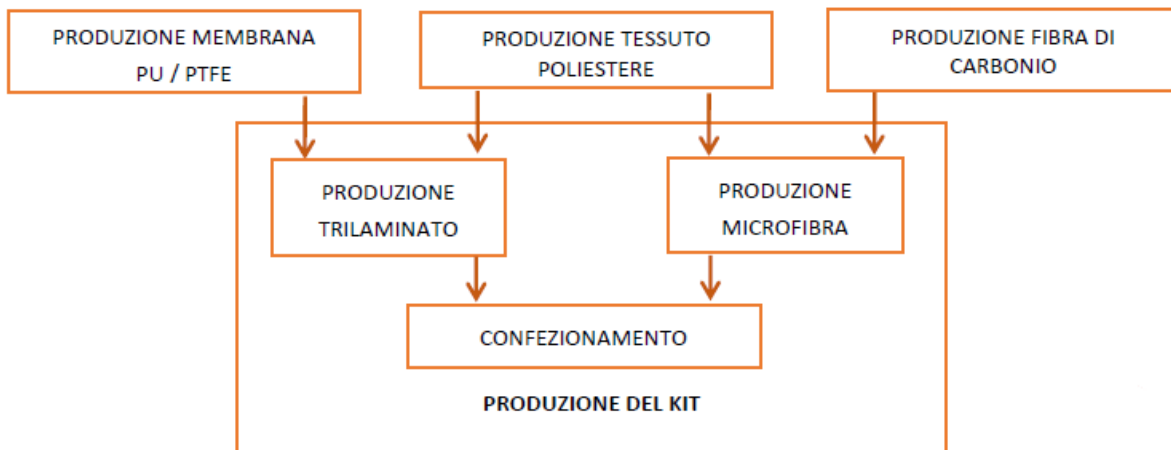 PRODUZIONE MEMBRANA
PU / PTFE
PRODUZIONE TESSUTO
POLIESTERE
PRODUZIONE FIBRA DI
CARBONIO
PRODUZIONE
TRILAMINATO
PRODUZIONE
MICROFIBRA
CONFEZIONAMENTO
PRODUZIONE DEL KIT